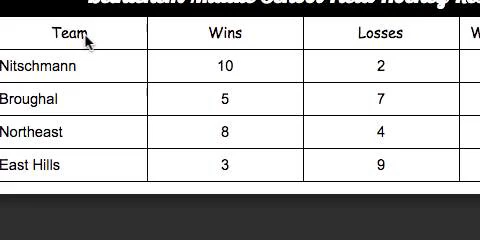 Team Wins Losses W
Nitschmann 10 2
Broughal 5 7
Northeast 8 4
East Hills 3 9